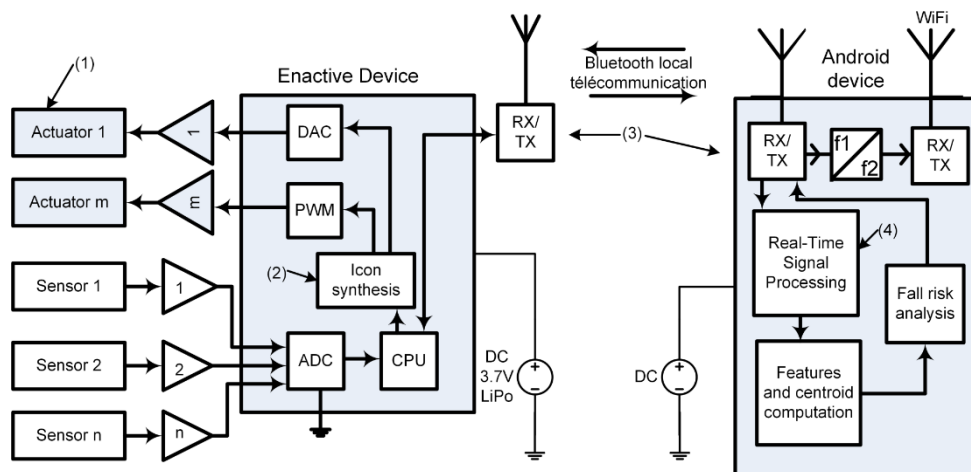 WiFi
(1)
Enactive Device
Bluetooth local
télécommunication
Android
device
Actuator 1
1
DAC
RX/
TX
(3)
RX/
TX
f1
f2
RX/
TX
Actuator m
m
PWM
(2)
Icon
synthesis
(4)
Real-Time
Signal
Processing
Fall risk
analysis
Sensor 1
1
Sensor 2
2
ADC
CPU
DC
3.7V
LiPo
DC
Features
and centroid
computation
Sensor n
n